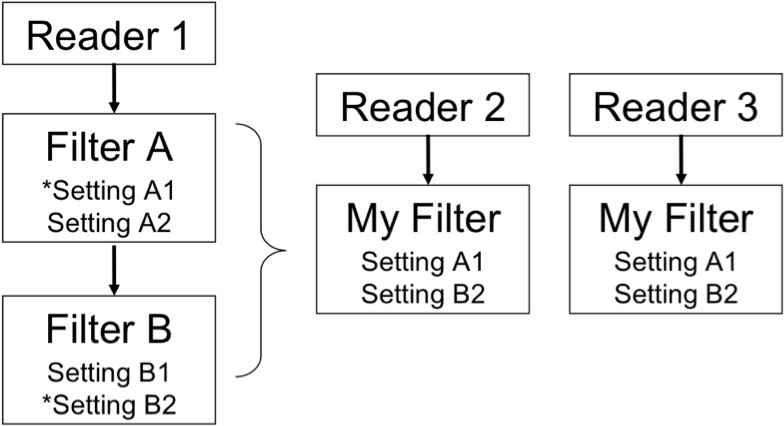 Reader 1
Filter A
*Setting A1
Setting A2
Filter B
Setting B1
*Setting B2
Reader 2
My Filter
Setting A1
Setting B2
Reader 3
My Filter
Setting A1
Setting B2